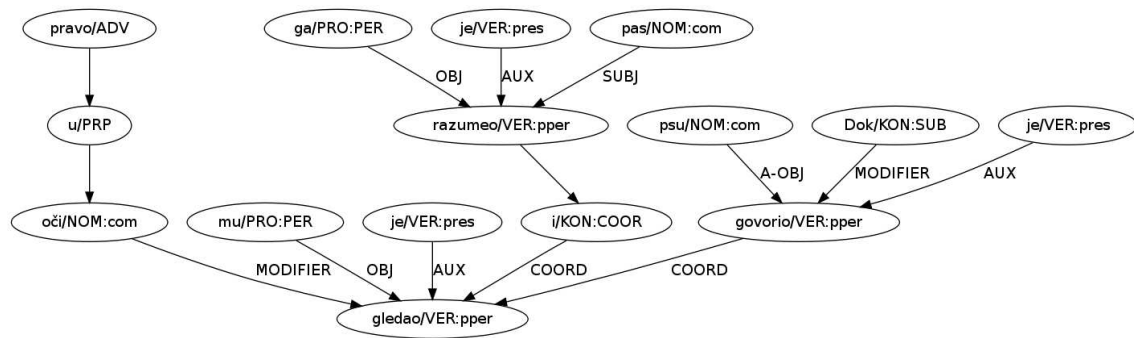 pravo/ADV ga/PRO:PER je/VER:pres pas/NOM:com
OBJ AUX SUBJ
u/PRP razumeo/VER:pper psu/NOM:com Dok/KON:SUB je/VER:pres
A-OBJ MODIFIER AUX
oči/NOM:com mu/PRO:PER je/VER:pres i/KON:COOR govorio/VER:pper
MODIFIER OBJ AUX COORD COORD
gledao/VER:pper